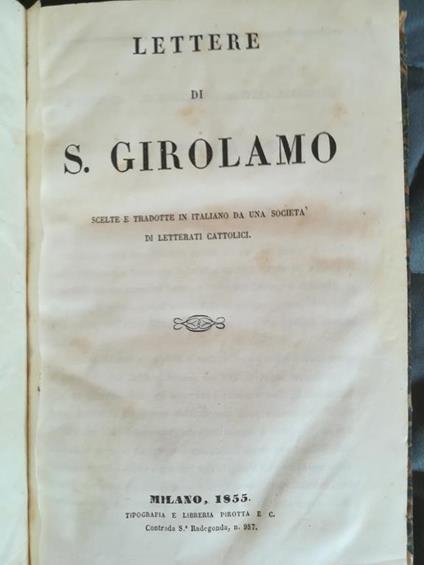 LETTERE
DI
S. GIROLAMO
SCELTE E TRADOTTE IN ITALIANO DA UNA SOCIETA'
DI LETTERATI CATTOLICI.
MILANO, 1855.
TIPOGRAFIA E LIBRERIA PIROTTA E C.
Contrada S.ª Radegonda, n. 957.